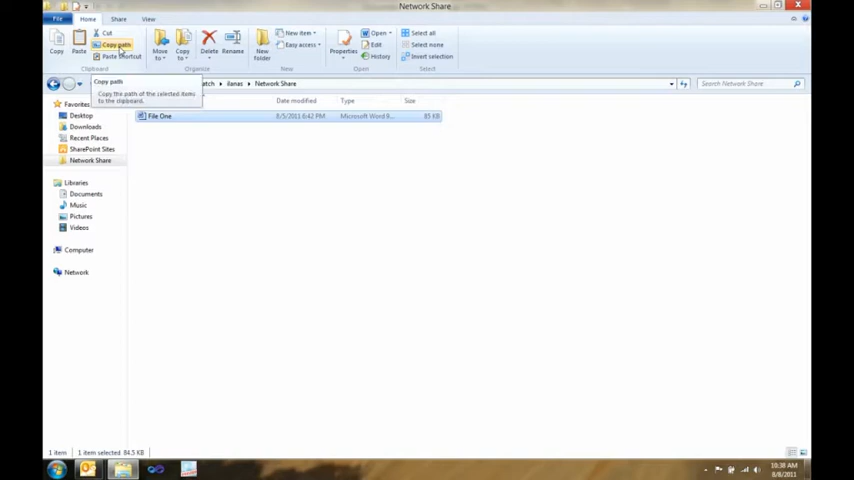 Network Share
File Home Share View
Cut
Copy path
Paste shortcut
Copy Paste
Clipboard
Move to Copy to Delete Rename
Organize
New folder
New item
Easy access
New
Properties
Open
Edit
History
Open
Select all
Select none
Invert selection
Select
Copy path
Copy the path of the selected items
to the clipboard.
ilanas Network Share
Search Network Share
Date modified Type Size
File One 8/5/2011 6:42 PM Microsoft Word 9... 85 KB
Favorites
Desktop
Downloads
Recent Places
SharePoint Sites
Network Share
Libraries
Documents
Music
Pictures
Videos
Computer
Network
1 item 1 item selected 84.5 KB
10:38 AM
8/8/2011